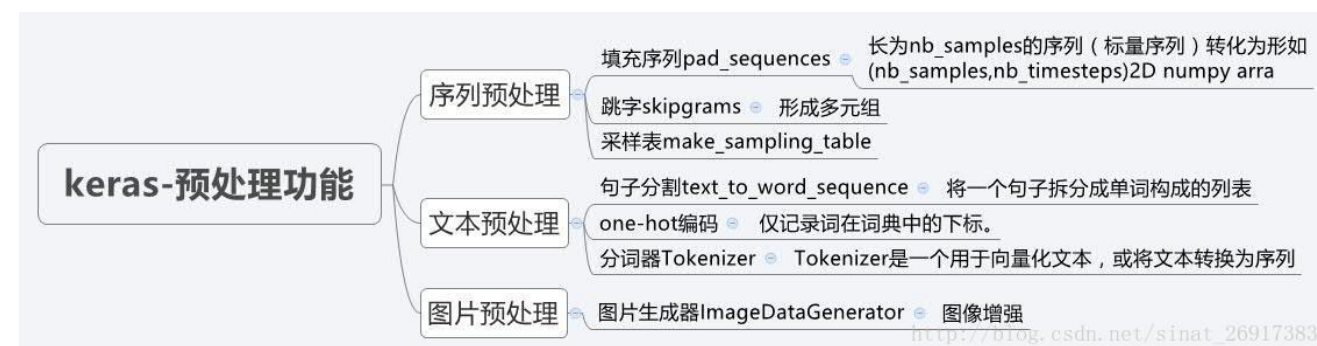 keras-预处理功能
序列预处理
填充序列pad_sequences
长为nb_samples的序列（标量序列）转化为形如
(nb_samples,nb_timesteps)2D numpy arra
跳字skipgrams
形成多元组
采样表make_sampling_table
文本预处理
句子分割text_to_word_sequence
将一个句子拆分成单词构成的列表
one-hot编码
仅记录词在词典中的下标。
分词器Tokenizer
Tokenizer是一个用于向量化文本，或将文本转换为序列
图片预处理
图片生成器ImageDataGenerator
图像增强
http://blog.csdn.net/sinat_26917383